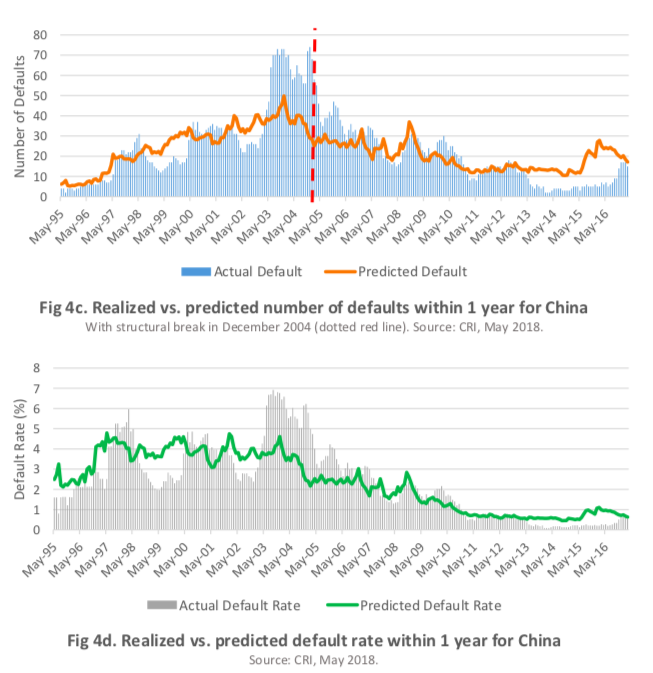 80
70
60
50
40
30
20
10
0
Number of Defaults
May-95
May-96
May-97
May-98
May-99
May-00
May-01
May-02
May-03
May-04
May-05
May-06
May-07
May-08
May-09
May-10
May-11
May-12
May-13
May-14
May-15
May-16
Actual Default
Predicted Default
Fig 4c. Realized vs. predicted number of defaults within 1 year for China
With structural break in December 2004 (dotted red line). Source: CRI, May 2018.
8
7
6
5
4
3
2
1
0
Default Rate (%)
May-95
May-96
May-97
May-98
May-99
May-00
May-01
May-02
May-03
May-04
May-05
May-06
May-07
May-08
May-09
May-10
May-11
May-12
May-13
May-14
May-15
May-16
Actual Default Rate
Predicted Default Rate
Fig 4d. Realized vs. predicted default rate within 1 year for China
Source: CRI, May 2018.